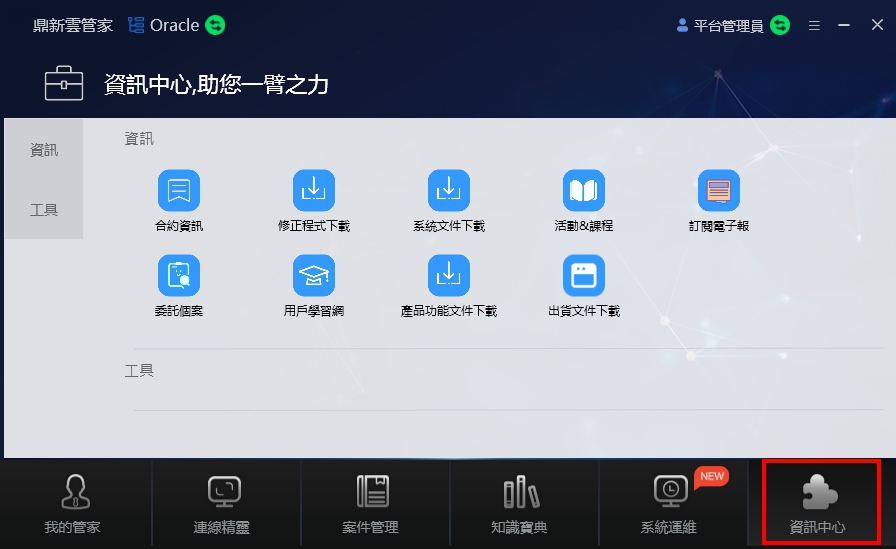 鼎新雲管家 Oracle 平台管理員
資訊中心,助您一臂之力
資訊
工具
資訊
合約資訊 修正程式下載 系統文件下載 活動&課程 訂閱電子報
委託個案 用戶學習網 產品功能文件下載 出貨文件下載
工具
NEW
我的管家 連線精靈 案件管理 知識寶典 系統運維 資訊中心